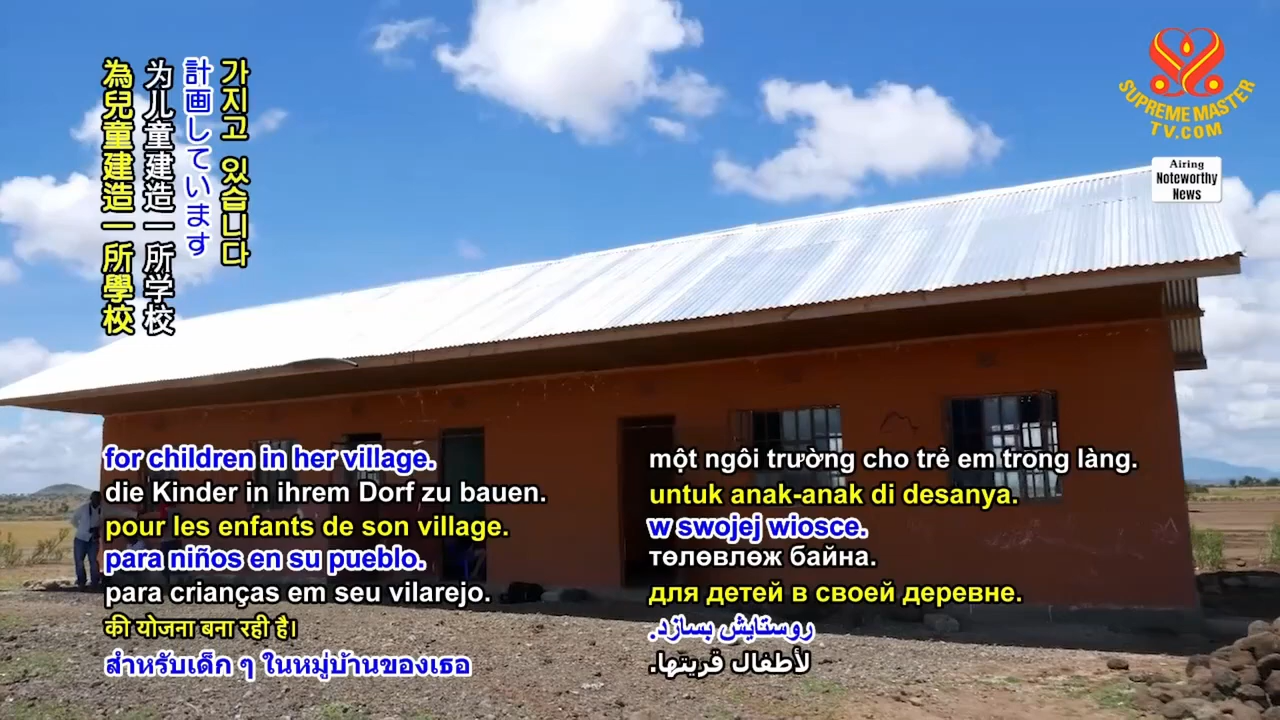 가지고 있습니다
計画しています
为儿童建造一所学校
為兒童建造一所學校
SUPREME MASTER
TV.COM
Airing
Noteworthy
News
for children in her village.
die Kinder in ihrem Dorf zu bauen.
pour les enfants de son village.
para niños en su pueblo.
para crianças em seu vilarejo.
की योजना बना रही है।
สำหรับเด็ก ๆ ในหมู่บ้านของเธอ
một ngôi trường cho trẻ em trong làng.
untuk anak-anak di desanya.
w swojej wiosce.
төлөвлөж байна.
для детей в своей деревне.
روستایش بسازد.
لأطفال قريتها.